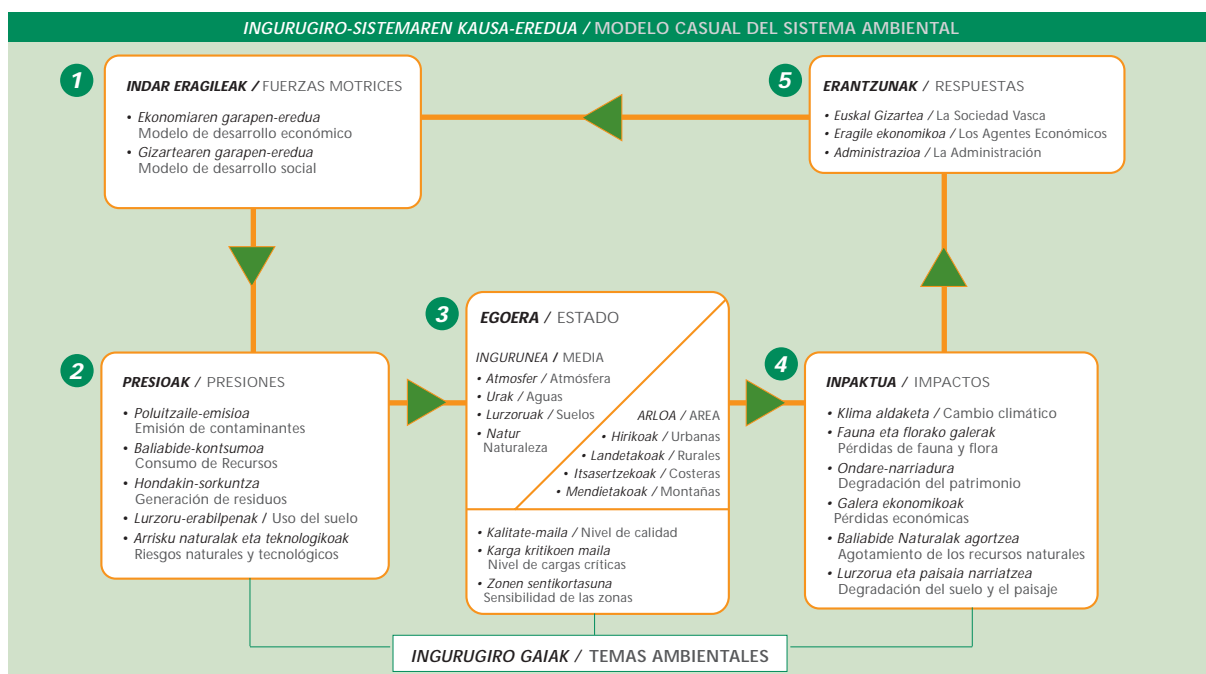 INGURUGIRO-SISTEMAREN KAUSA-EREDUA / MODELO CASUAL DEL SISTEMA AMBIENTAL
1
INDAR ERAGILEAK / FUERZAS MOTRICES
• Ekonomiaren garapen-eredua
Modelo de desarrollo económico
• Gizartearen garapen-eredua
Modelo de desarrollo social
5
ERANTZUNAK / RESPUESTAS
• Euskal Gizartea / La Sociedad Vasca
• Eragile ekonomikoa / Los Agentes Económicos
• Administrazioa / La Administración
2
PRESIOAK / PRESIONES
• Poluitzaile-emisioa
Emisión de contaminantes
• Baliabide-kontsumoa
Consumo de Recursos
• Hondakin-sorkuntza
Generación de residuos
• Lurzoru-erabilpenak / Uso del suelo
• Arrisku naturalak eta teknologikoak
Riesgos naturales y tecnológicos
3
EGOERA / ESTADO
INGURUNEA / MEDIA
• Atmosfer / Atmósfera
• Urak / Aguas
• Lurzoruak / Suelos
• Natur
Naturaleza
ARLOA / AREA
• Hirikoak / Urbanas
• Landetakoak / Rurales
• Itsasertzekoak / Costeras
• Mendietakoak / Montañas
• Kalitate-maila / Nivel de calidad
• Karga kritikoen maila
Nivel de cargas críticas
• Zonen sentikortasuna
Sensibilidad de las zonas
4
INPAKTUA / IMPACTOS
• Klima aldaketa / Cambio climático
• Fauna eta florako galerak
Pérdidas de fauna y flora
• Ondare-narriadura
Degradación del patrimonio
• Galera ekonomikoak
Pérdidas económicas
• Baliabide Naturalak agortzea
Agotamiento de los recursos naturales
• Lurzorua eta paisaia narriatzea
Degradación del suelo y el paisaje
INGURUGIRO GAIAK / TEMAS AMBIENTALES